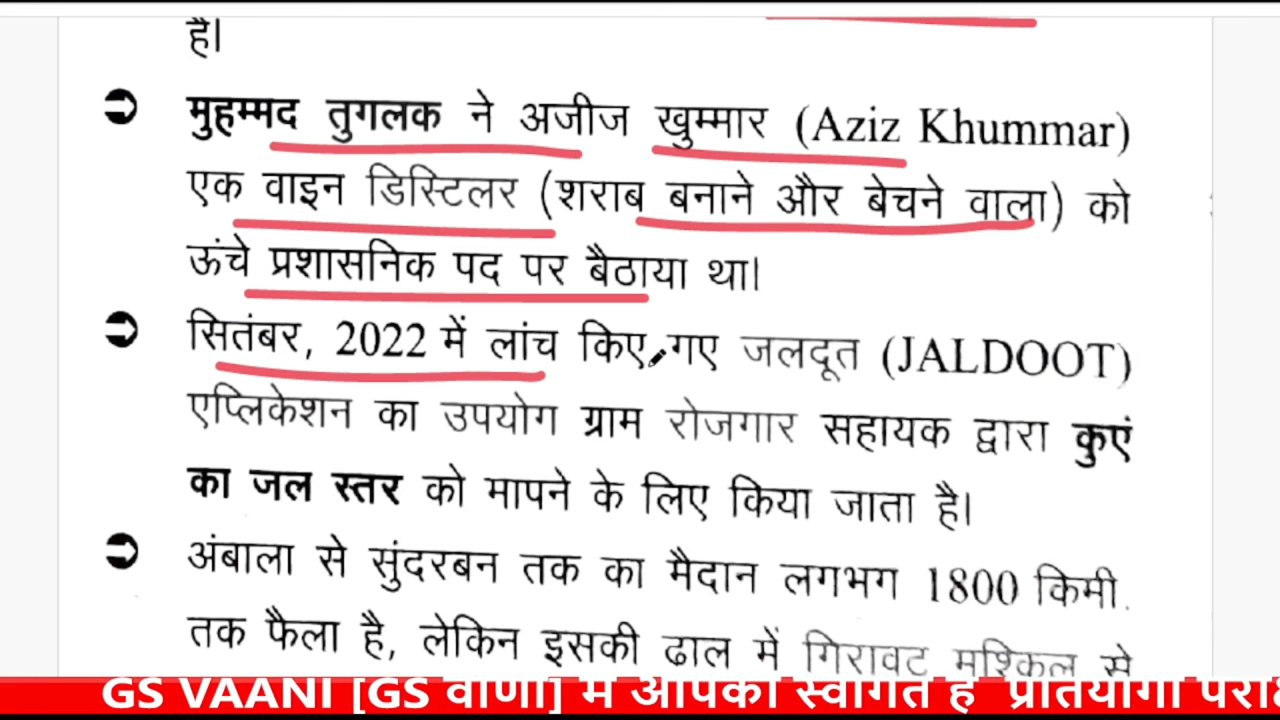 है।
मुहम्मद तुगलक ने अजीज खुम्मार (Aziz Khummar)
एक वाइन डिस्टिलर (शराब बनाने और बेचने वाला) को
ऊंचे प्रशासनिक पद पर बैठाया था।
सितंबर, 2022 में लांच किए गए जलदूत (JALDOOT)
एप्लिकेशन का उपयोग ग्राम रोजगार सहायक द्वारा कुएं
का जल स्तर को मापने के लिए किया जाता है।
अंबाला से सुंदरबन तक का मैदान लगभग 1800 किमी.
तक फैला है, लेकिन इसकी ढाल में गिरावट मुश्किल से
GS VAANI [GS वाणी] में आपका स्वागत है